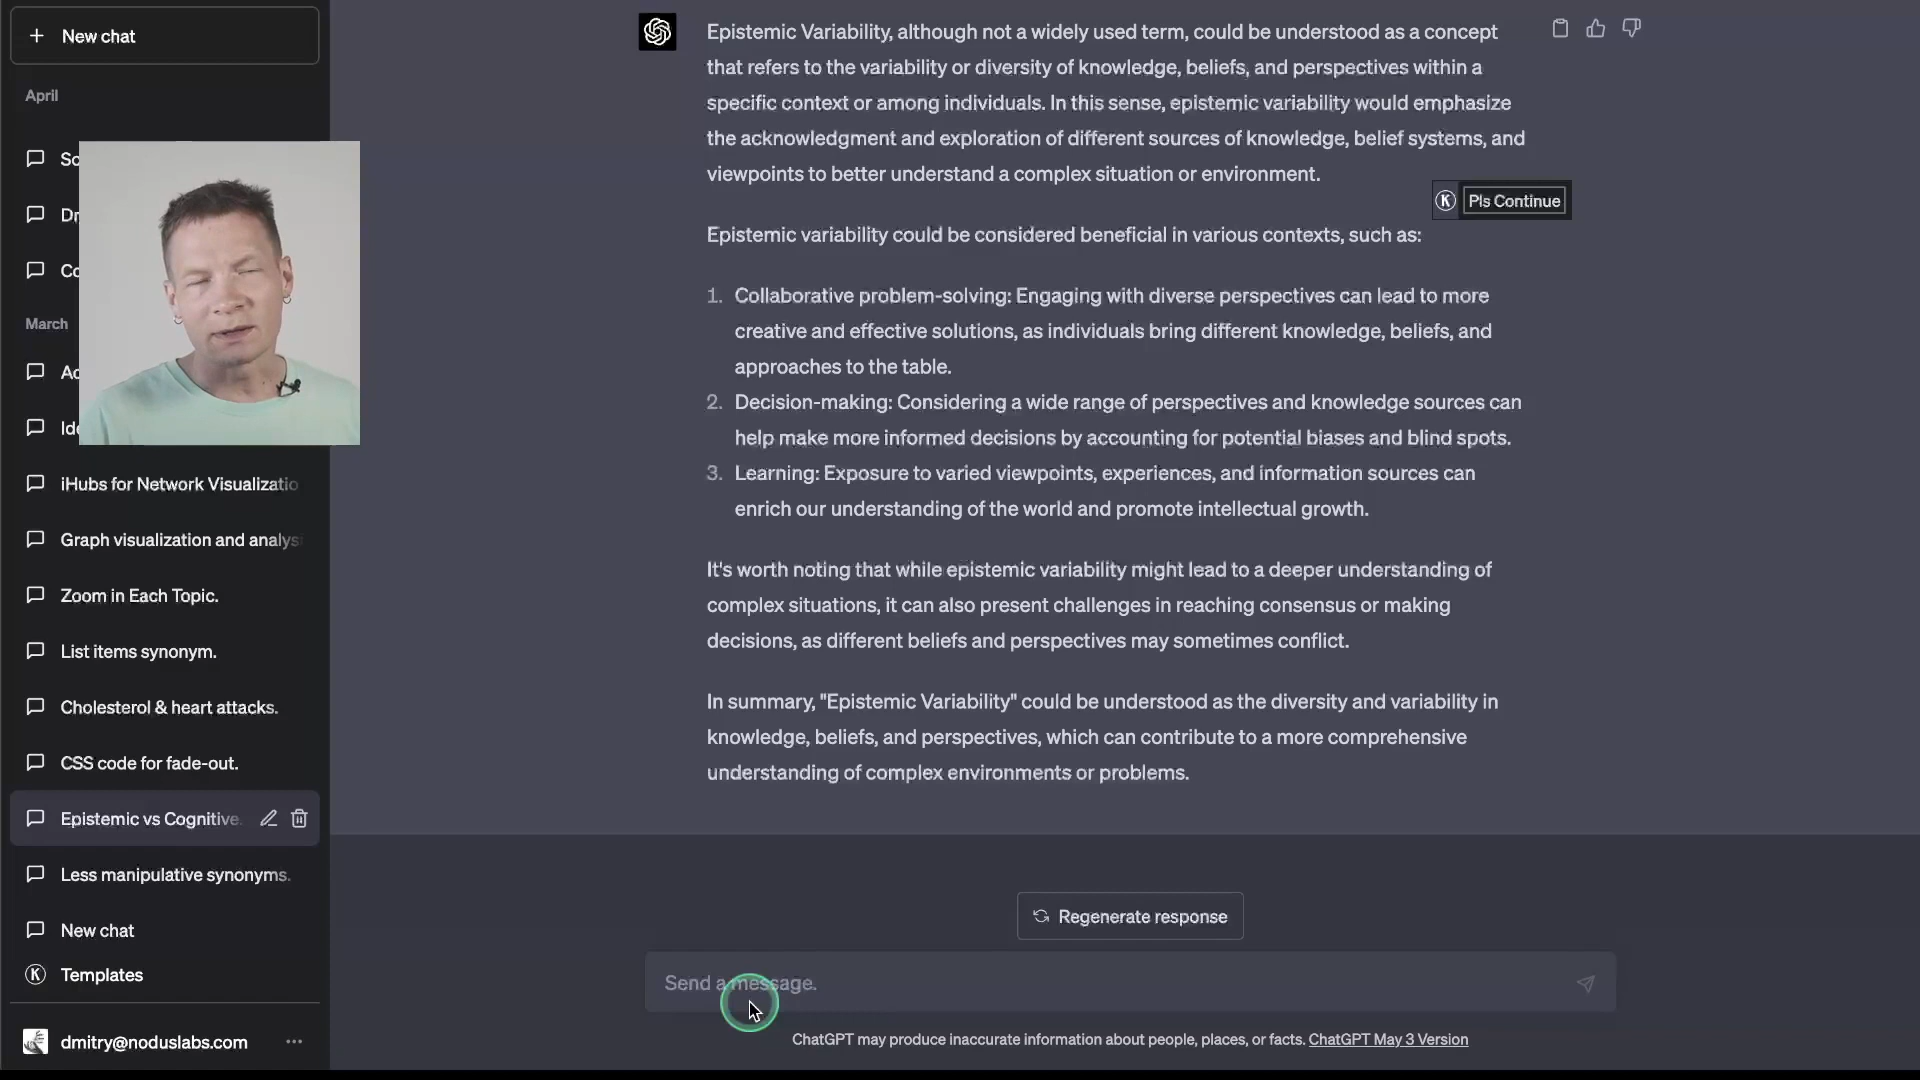 New chat
April
So
Dr
Co
March
Ac
Ide
iHubs for Network Visualizatio
Graph visualization and analys
Zoom in Each Topic.
List items synonym.
Cholesterol & heart attacks.
CSS code for fade-out.
Epistemic vs Cognitive.
Less manipulative synonyms.
New chat
Templates
dmitry@noduslabs.com
Epistemic Variability, although not a widely used term, could be understood as a concept
that refers to the variability or diversity of knowledge, beliefs, and perspectives within a
specific context or among individuals. In this sense, epistemic variability would emphasize
the acknowledgment and exploration of different sources of knowledge, belief systems, and
viewpoints to better understand a complex situation or environment.
K Pls Continue
Epistemic variability could be considered beneficial in various contexts, such as:
1. Collaborative problem-solving: Engaging with diverse perspectives can lead to more
creative and effective solutions, as individuals bring different knowledge, beliefs, and
approaches to the table.
2. Decision-making: Considering a wide range of perspectives and knowledge sources can
help make more informed decisions by accounting for potential biases and blind spots.
3. Learning: Exposure to varied viewpoints, experiences, and information sources can
enrich our understanding of the world and promote intellectual growth.
It's worth noting that while epistemic variability might lead to a deeper understanding of
complex situations, it can also present challenges in reaching consensus or making
decisions, as different beliefs and perspectives may sometimes conflict.
In summary, "Epistemic Variability" could be understood as the diversity and variability in
knowledge, beliefs, and perspectives, which can contribute to a more comprehensive
understanding of complex environments or problems.
Regenerate response
Send a message.
ChatGPT may produce inaccurate information about people, places, or facts. ChatGPT May 3 Version